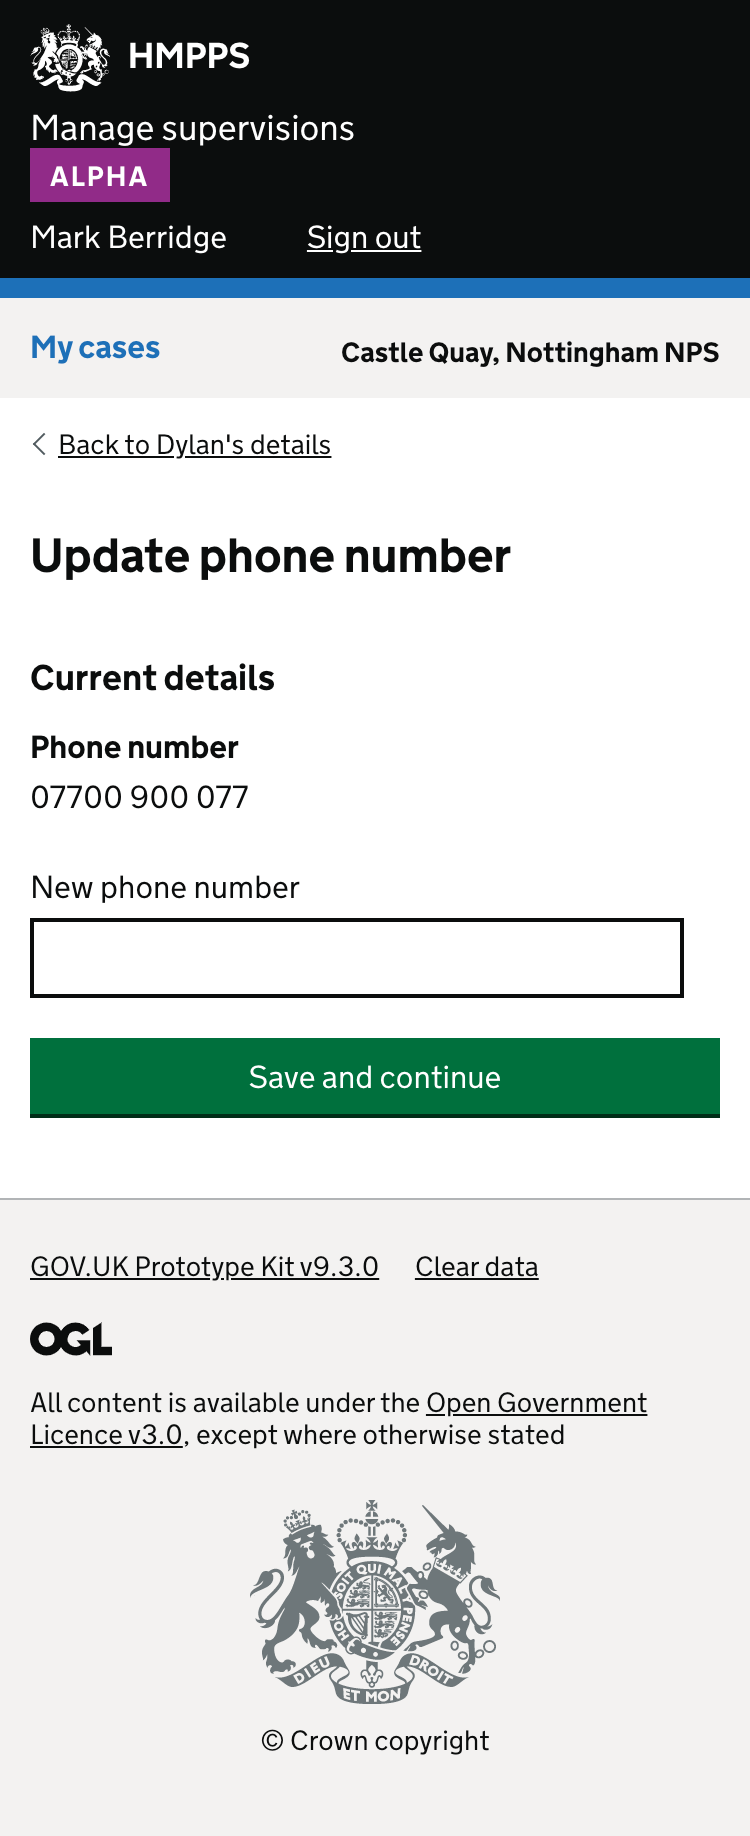 HMPPS
Manage supervisions
ALPHA
Mark Berridge Sign out
My cases Castle Quay, Nottingham NPS
Back to Dylan's details
Update phone number
Current details
Phone number
07700 900 077
New phone number
Save and continue
GOV.UK Prototype Kit v9.3.0 Clear data
OGL
All content is available under the Open Government
Licence v3.0, except where otherwise stated
SOIT QUI MAL
PENSE
HON
DIEU ET MON DROIT
© Crown copyright